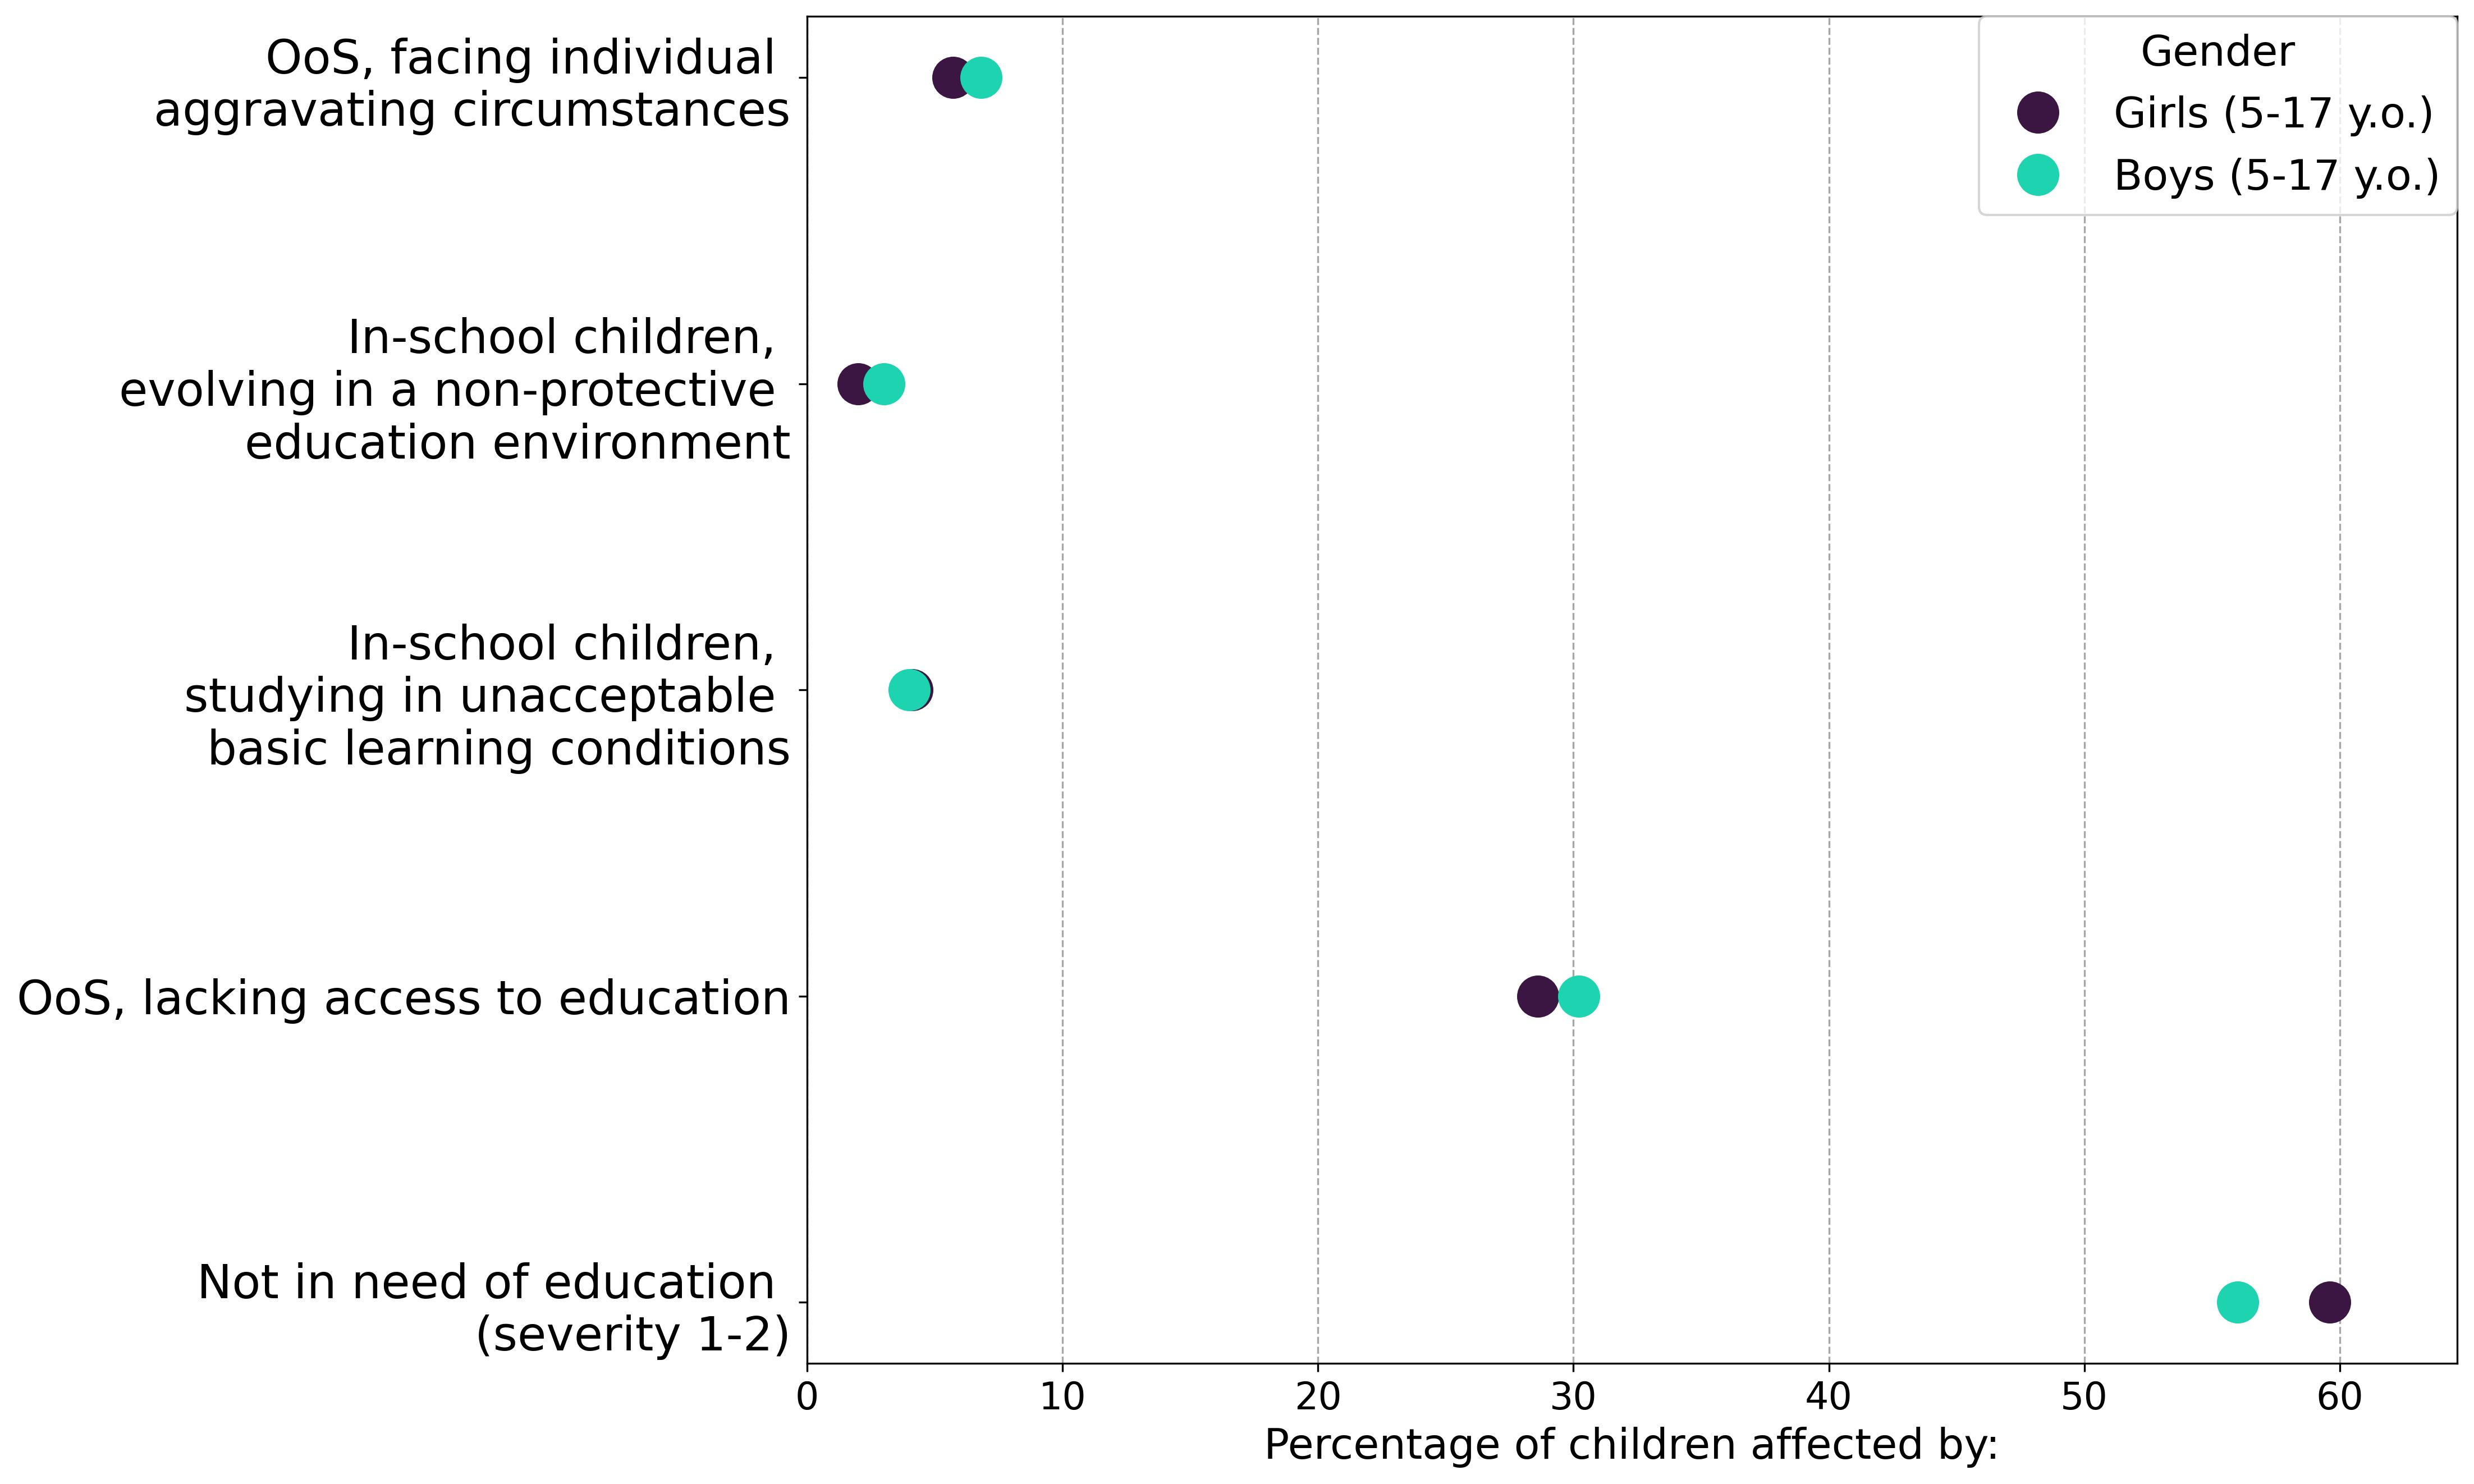 OoS, facing individual
aggravating circumstances
In-school children,
evolving in a non-protective
education environment
In-school children,
studying in unacceptable
basic learning conditions
OoS, lacking access to education
Not in need of education
(severity 1-2)
Gender
Girls (5-17 y.o.)
Boys (5-17 y.o.)
0 10 20 30 40 50 60
Percentage of children affected by: